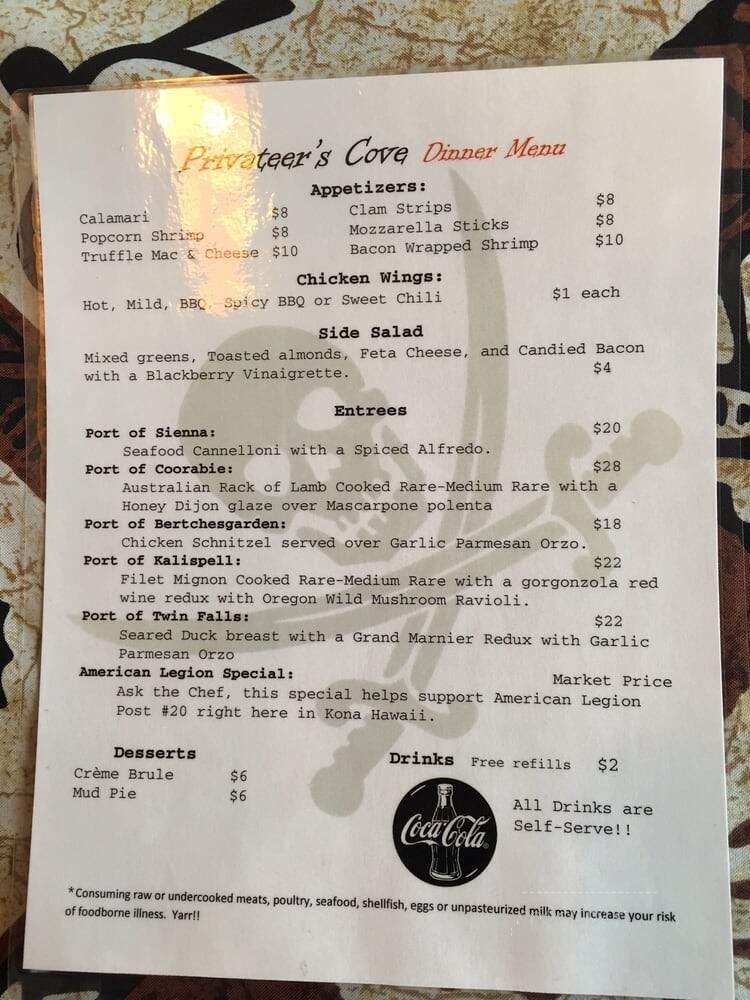 Privateer's Cove Dinner Menu
Appetizers:
Calamari $8 Clam Strips $8
Popcorn Shrimp $8 Mozzarella Sticks $8
Truffle Mac & Cheese $10 Bacon Wrapped Shrimp $10
Chicken Wings:
Hot, Mild, BBQ, Spicy BBQ or Sweet Chili $1 each
Side Salad
Mixed greens, Toasted almonds, Feta Cheese, and Candied Bacon
with a Blackberry Vinaigrette. $4
Entrees
Port of Sienna: $20
Seafood Cannelloni with a Spiced Alfredo.
Port of Coorabie: $28
Australian Rack of Lamb Cooked Rare-Medium Rare with a
Honey Dijon glaze over Mascarpone polenta
Port of Bertchesgarden: $18
Chicken Schnitzel served over Garlic Parmesan Orzo.
Port of Kalispell: $22
Filet Mignon Cooked Rare-Medium Rare with a gorgonzola red
wine redux with Oregon Wild Mushroom Ravioli.
Port of Twin Falls: $22
Seared Duck breast with a Grand Marnier Redux with Garlic
Parmesan Orzo
American Legion Special: Market Price
Ask the Chef, this special helps support American Legion
Post #20 right here in Kona Hawaii.
Desserts
Crème Brule $6
Mud Pie $6
Drinks Free refills $2
Coca-Cola
All Drinks are
Self-Serve!!
*Consuming raw or undercooked meats, poultry, seafood, shellfish, eggs or unpasteurized milk may increase your risk
of foodborne illness. Yarr!!